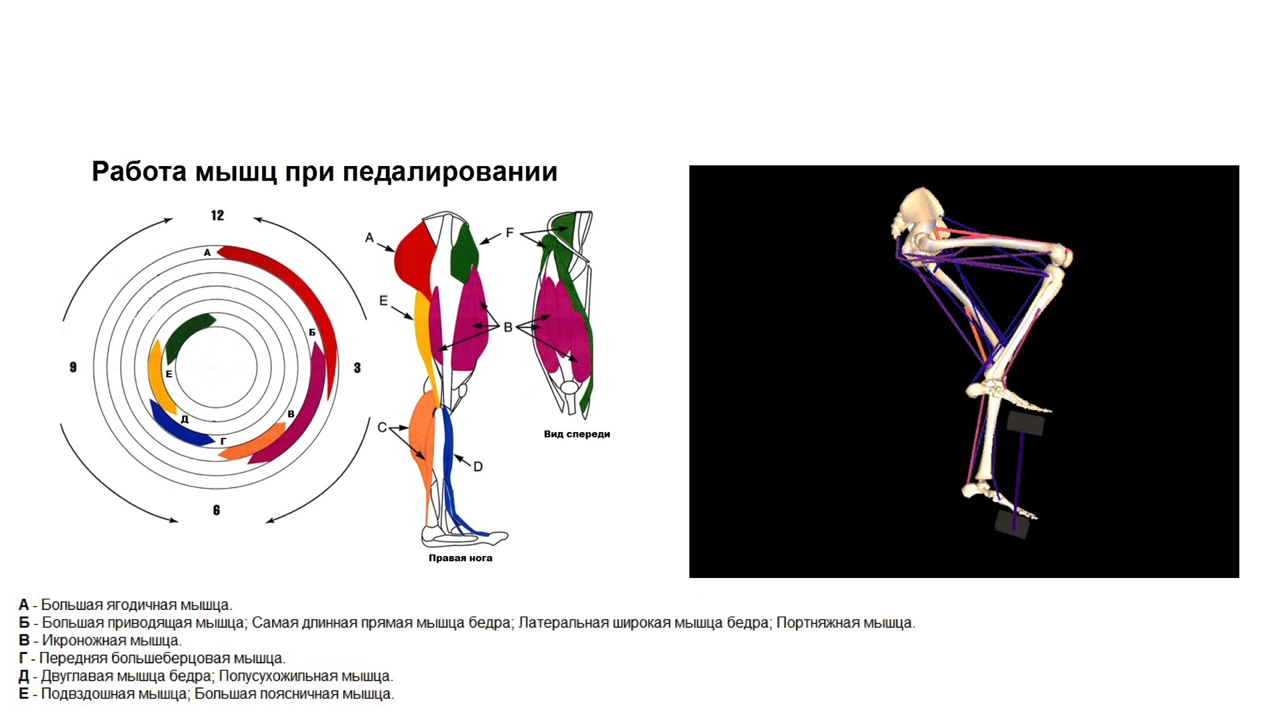 Работа мышц при педалировании
12
А
Б
9
3
Е
В
Д
Г
6
A
F
E
B
C
D
Вид спереди
Правая нога
А - Большая ягодичная мышца.
Б - Большая приводящая мышца; Самая длинная прямая мышца бедра; Латеральная широкая мышца бедра; Портняжная мышца.
В - Икроножная мышца.
Г - Передняя большеберцовая мышца.
Д - Двуглавая мышца бедра; Полусухожильная мышца.
Е - Подвздошная мышца; Большая поясничная мышца.